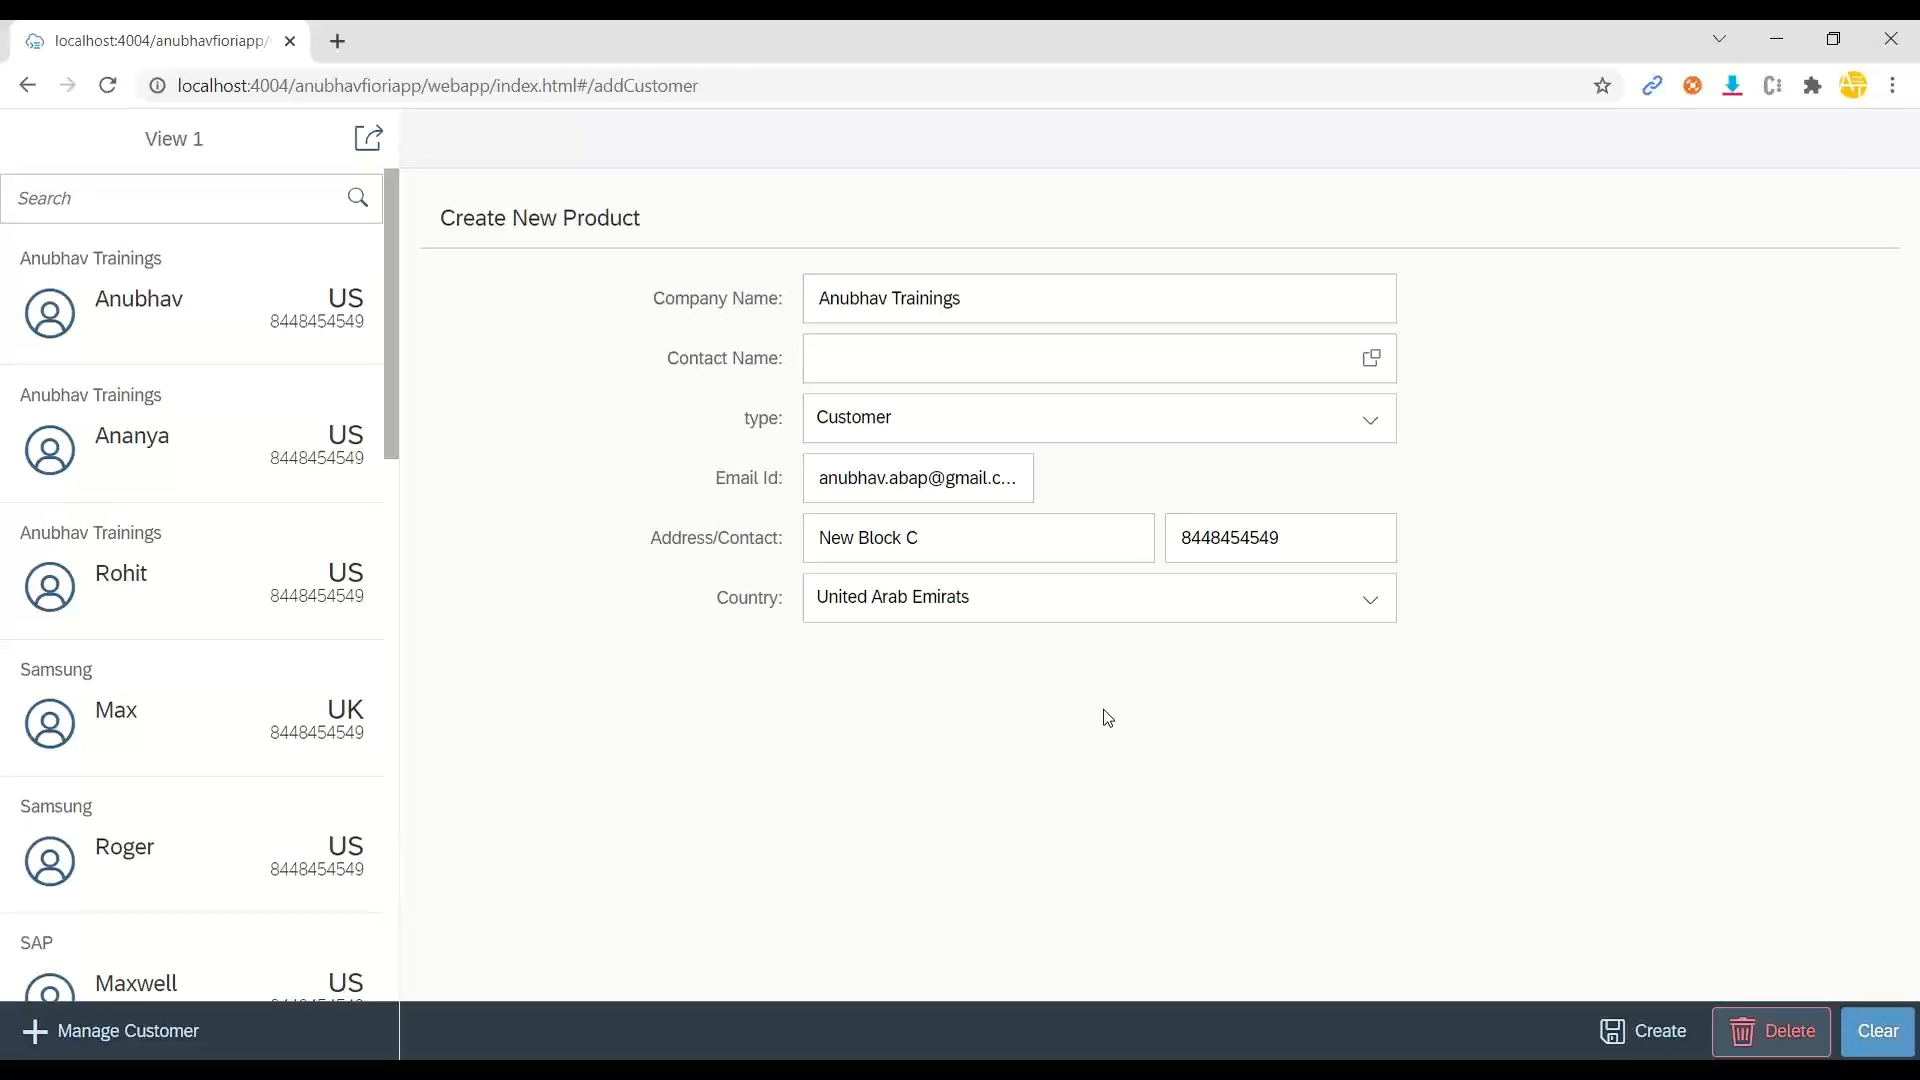 localhost:4004/anubhavfioriapp/
localhost:4004/anubhavfioriapp/webapp/index.html#/addCustomer
View 1
Search
Anubhav Trainings
Anubhav US
8448454549
Anubhav Trainings
Ananya US
8448454549
Anubhav Trainings
Rohit US
8448454549
Samsung
Max UK
8448454549
Samsung
Roger US
8448454549
SAP
Maxwell US
Manage Customer
Create New Product
Company Name: Anubhav Trainings
Contact Name:
type: Customer
Email Id: anubhav.abap@gmail.c...
Address/Contact: New Block C 8448454549
Country: United Arab Emirats
Create Delete Clear